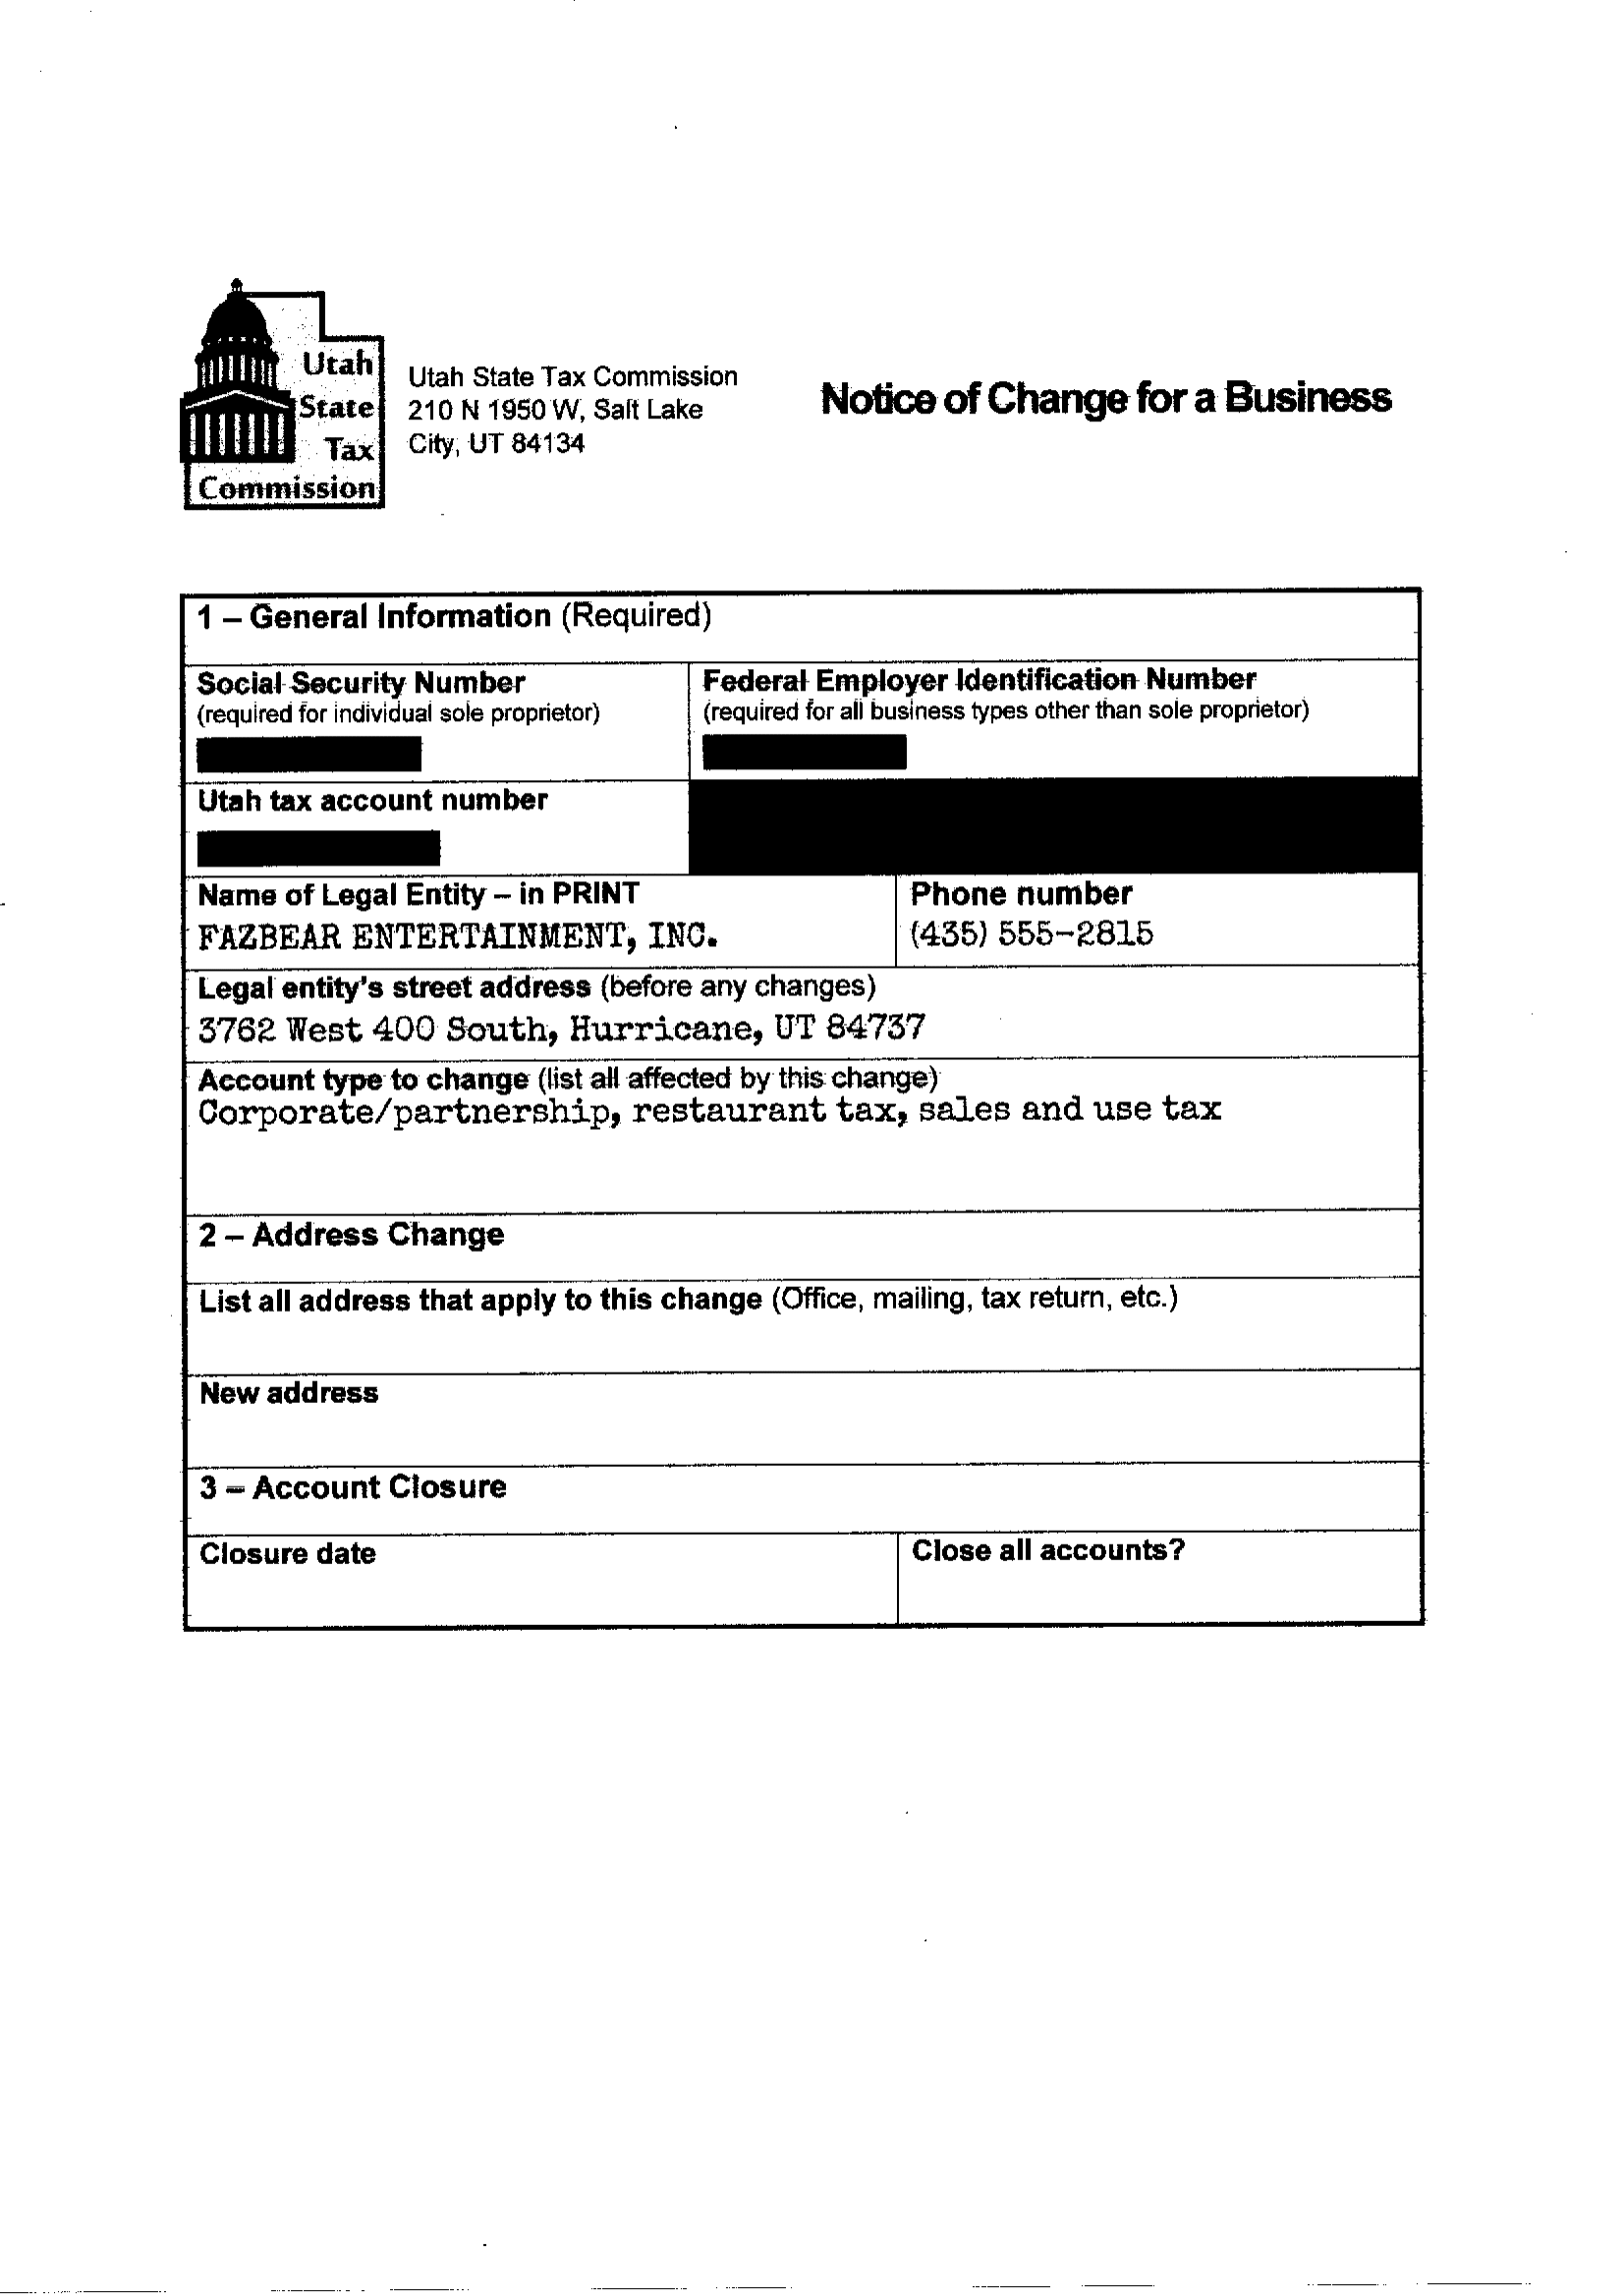 Utah
State
Tax
Commission
Utah State Tax Commission
210 N 1950 W, Salt Lake
City, UT 84134
Notice of Change for a Business
1 – General Information (Required)
Social Security Number
(required for individual sole proprietor)
Federal Employer Identification Number
(required for all business types other than sole proprietor)
Utah tax account number
Name of Legal Entity – in PRINT
FAZBEAR ENTERTAINMENT, INC.
Phone number
(435) 555-2815
Legal entity's street address (before any changes)
3762 West 400 South, Hurricane, UT 84737
Account type to change (list all affected by this change)
Corporate/partnership, restaurant tax, sales and use tax
2 – Address Change
List all address that apply to this change (Office, mailing, tax return, etc.)
New address
3 – Account Closure
Closure date
Close all accounts?